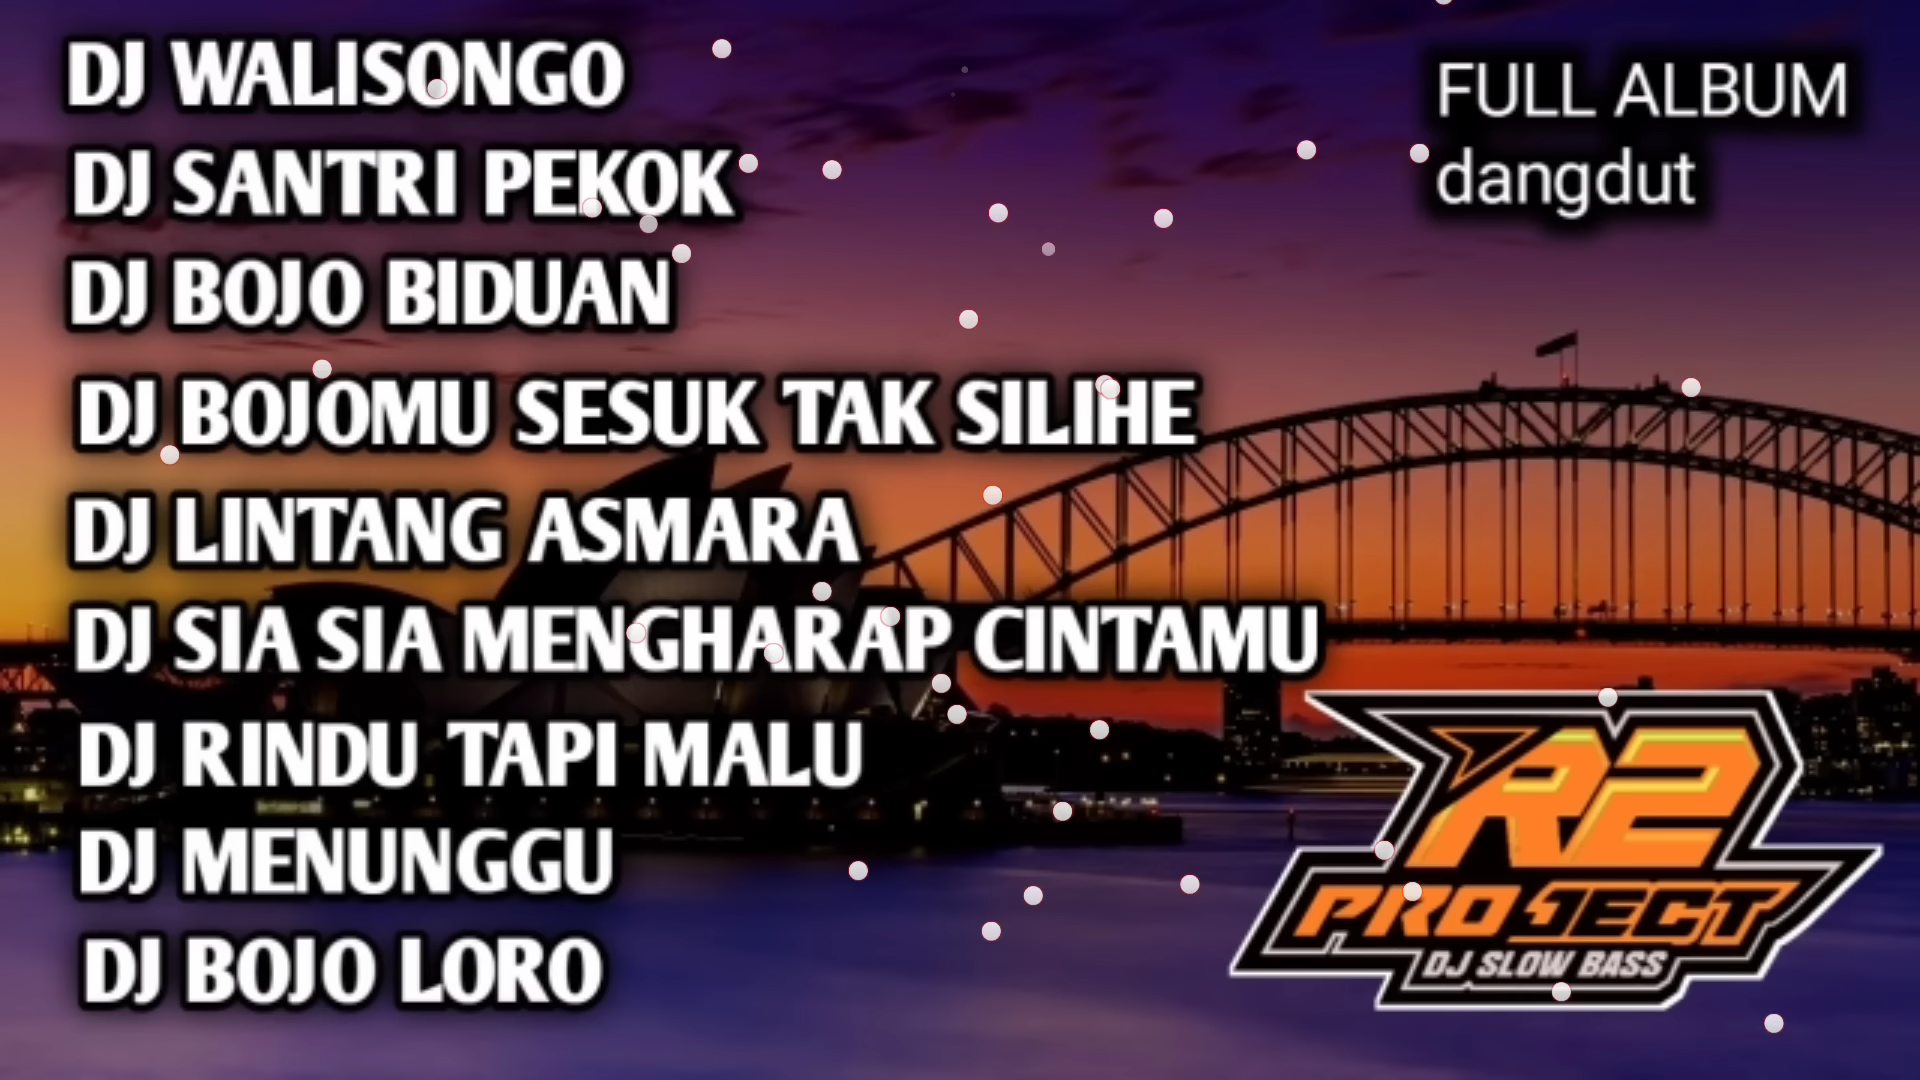 DJ WALISONGO
DJ SANTRI PEKOK
DJ BOJO BIDUAN
DJ BOJOMU SESUK TAK SILIHE
DJ LINTANG ASMARA
DJ SIA SIA MENGHARAP CINTAMU
DJ RINDU TAPI MALU
DJ MENUNGGU
DJ BOJO LORO
FULL ALBUM
dangdut
R2
PROJECT
DJ SLOW BASS